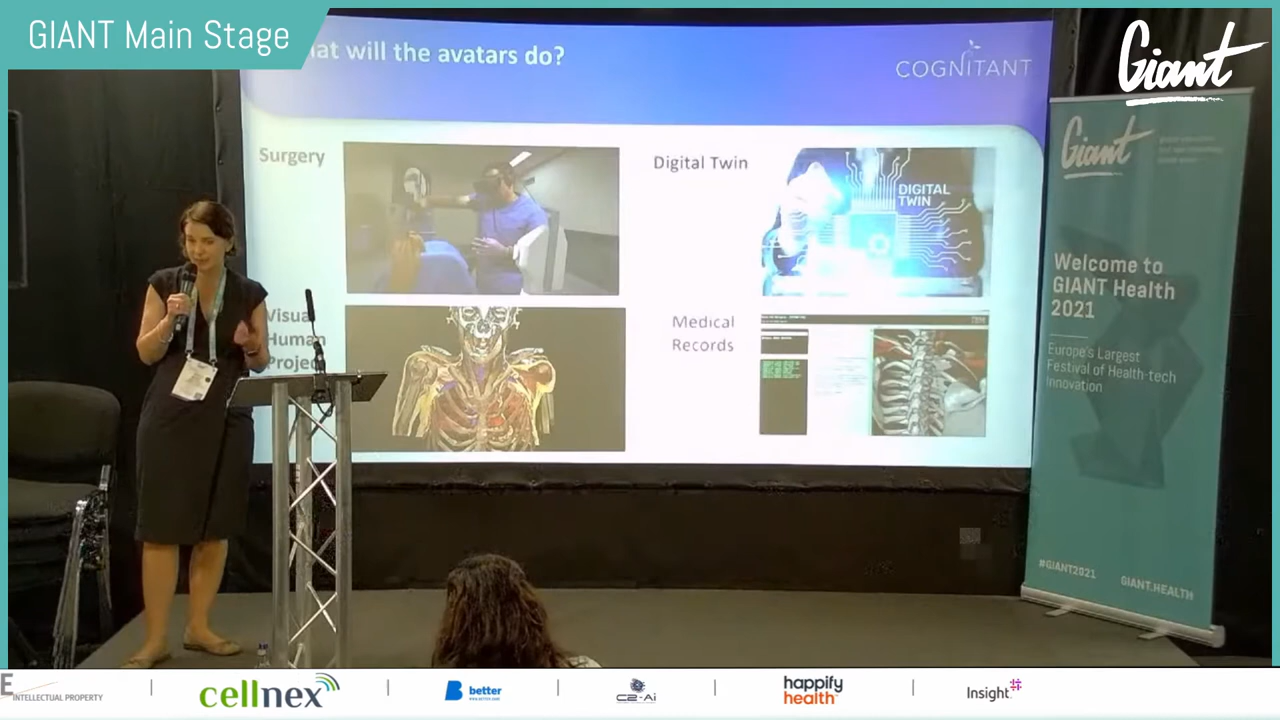 GIANT Main Stage
Giant
at will the avatars do?
COGNITANT
Surgery
Digital Twin
DIGITAL
TWIN
Visua
Human
Projec
Medical
Records
Giant
Welcome to
GIANT Health
2021
Europe's Largest
Festival of Health-tech
Innovation
#GIANT2021
GIANT.HEALTH
E
INTELLECTUAL PROPERTY
cellnex
better
C2-Ai
happify
health
Insight